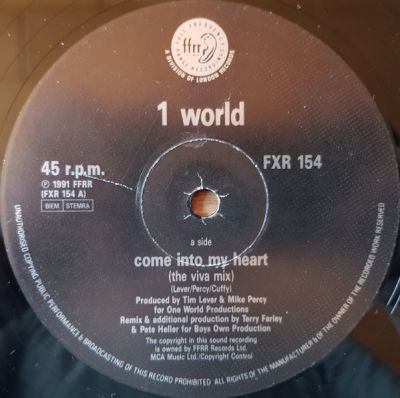 FULL FREQUENCY
RANGE RECORDINGS
ffrr
A DIVISION OF LONDON RECORDS
1 world
45 r.p.m.
℗ 1991 FFRR
(FXR 154 A)
BIEM STEMRA
FXR 154
a side
come into my heart
(the viva mix)
(Lever/Percy/Cuffy)
Produced by Tim Lever & Mike Percy
for One World Productions
Remix & additional production by Terry Farley
& Pete Heller for Boys Own Production
The copyright in this sound recording
is owned by FFRR Records Ltd.
MCA Music Ltd./Copyright Control
UNAUTHORISED COPYING PUBLIC PERFORMANCE & BROADCASTING OF THIS RECORD PROHIBITED ALL RIGHTS OF THE MANUFACTURER & OF THE OWNER OF THE RECORDED WORK RESERVED